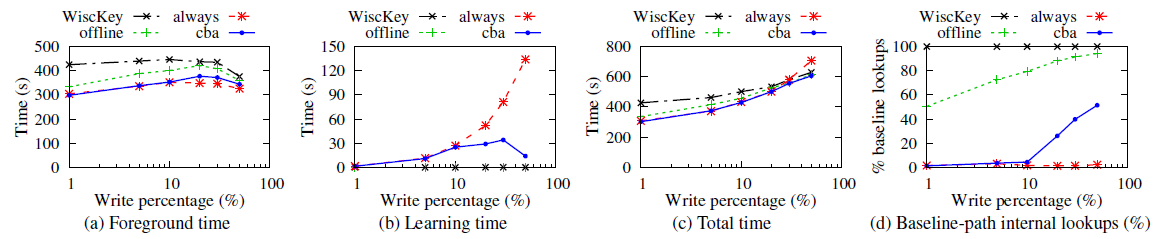 WiscKey always
offline cba
Time (s)
500
400
300
200
100
0
1 10 100
Write percentage (%)
(a) Foreground time
WiscKey always
offline cba
Time (s)
150
120
90
60
30
0
1 10 100
Write percentage (%)
(b) Learning time
WiscKey always
offline cba
Time (s)
800
600
400
200
0
1 10 100
Write percentage (%)
(c) Total time
WiscKey always
offline cba
% baseline lookups
100
80
60
40
20
0
1 10 100
Write percentage (%)
(d) Baseline-path internal lookups (%)